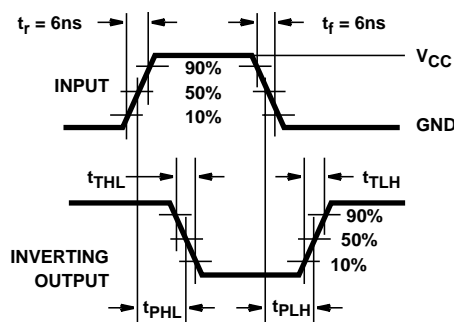 tr = 6ns
tf = 6ns
VCC
90%
INPUT
50%
10%
GND
tTHL
tTLH
90%
50%
INVERTING
OUTPUT
10%
tPHL
tPLH